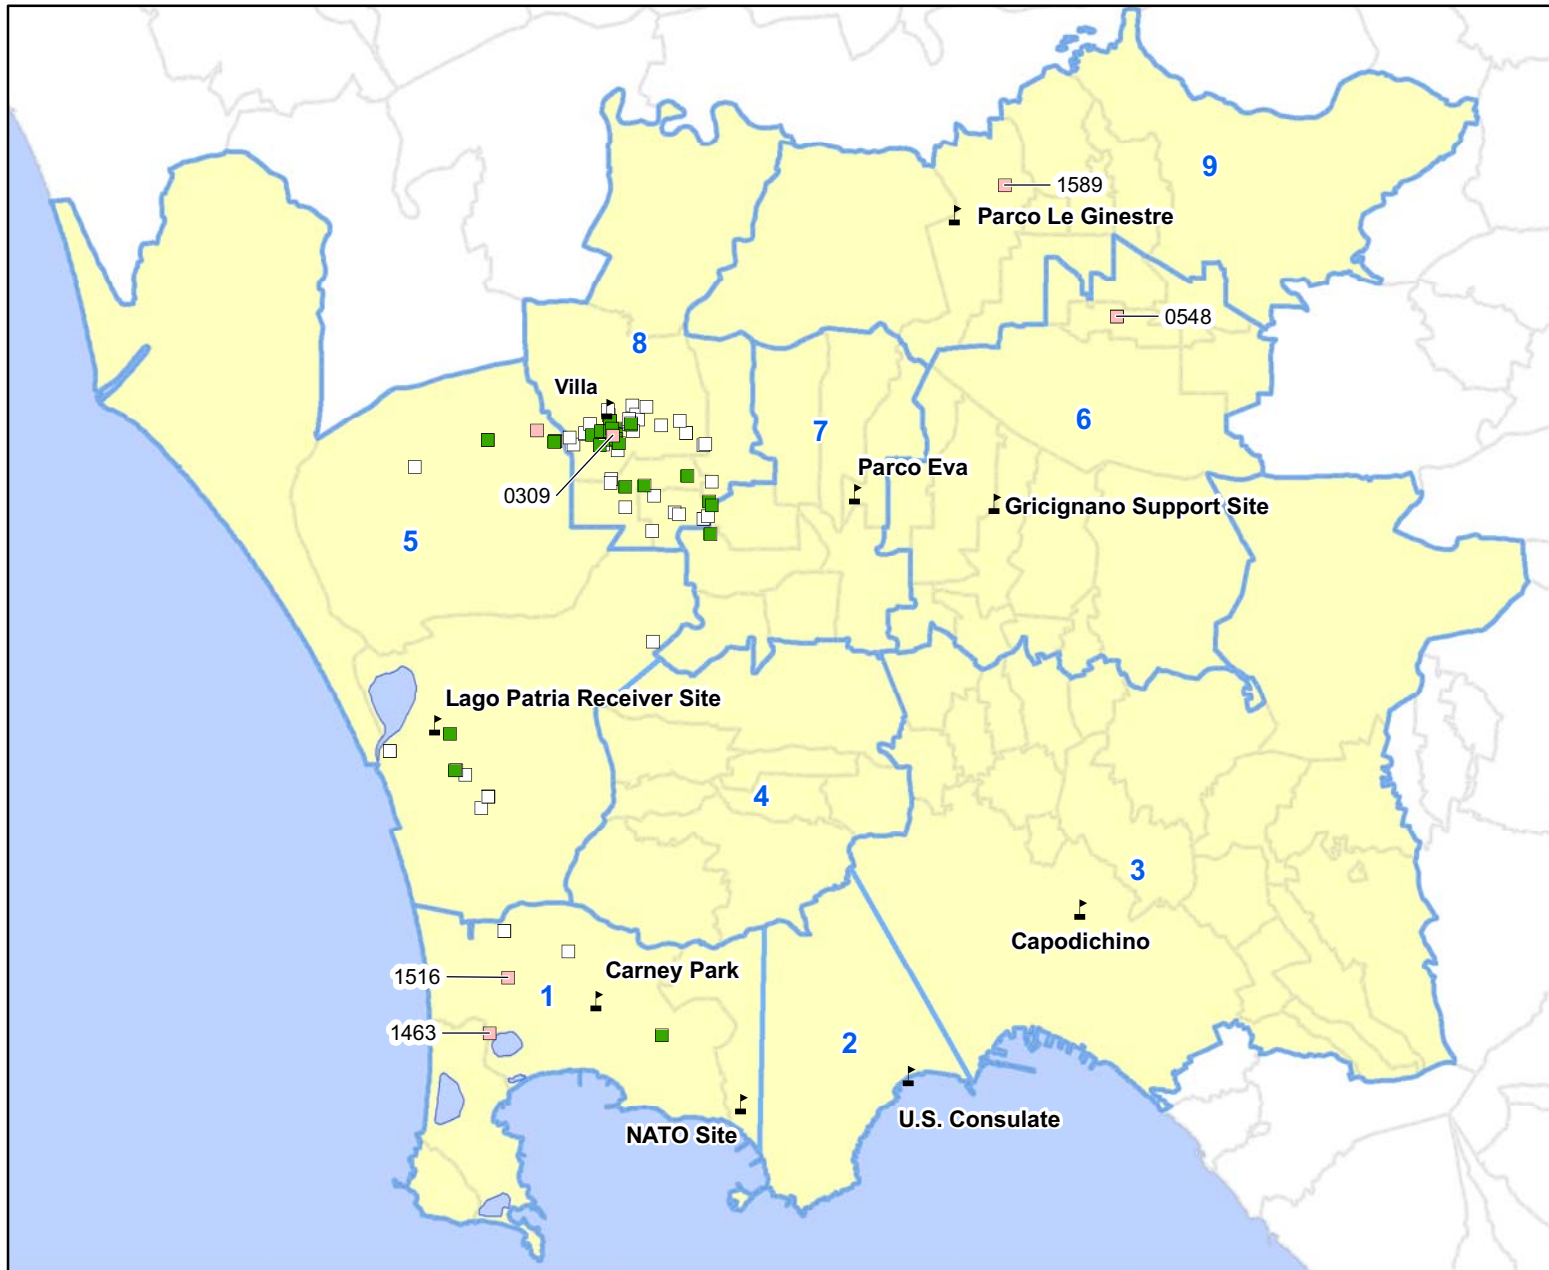 9
1589
Parco Le Ginestre
0548
8
Villa
6
7
Parco Eva
0309
Gricignano Support Site
5
Lago Patria Receiver Site
4
3
Capodichino
Carney Park
1516
1
1463
2
U.S. Consulate
NATO Site